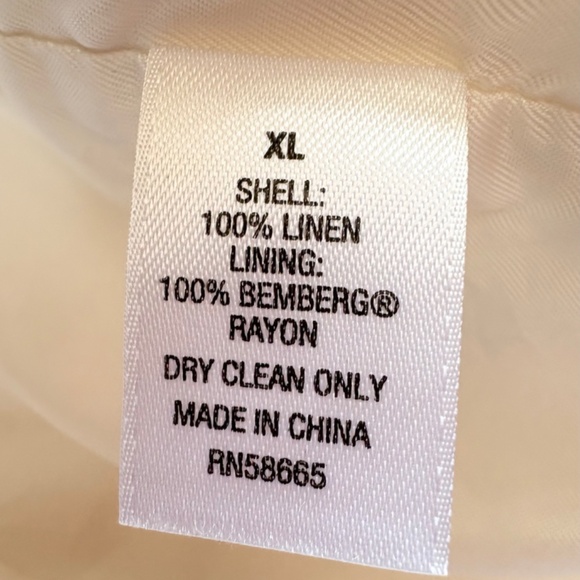 XL
SHELL:
100% LINEN
LINING:
100% BEMBERG®
RAYON
DRY CLEAN ONLY
MADE IN CHINA
RN58665